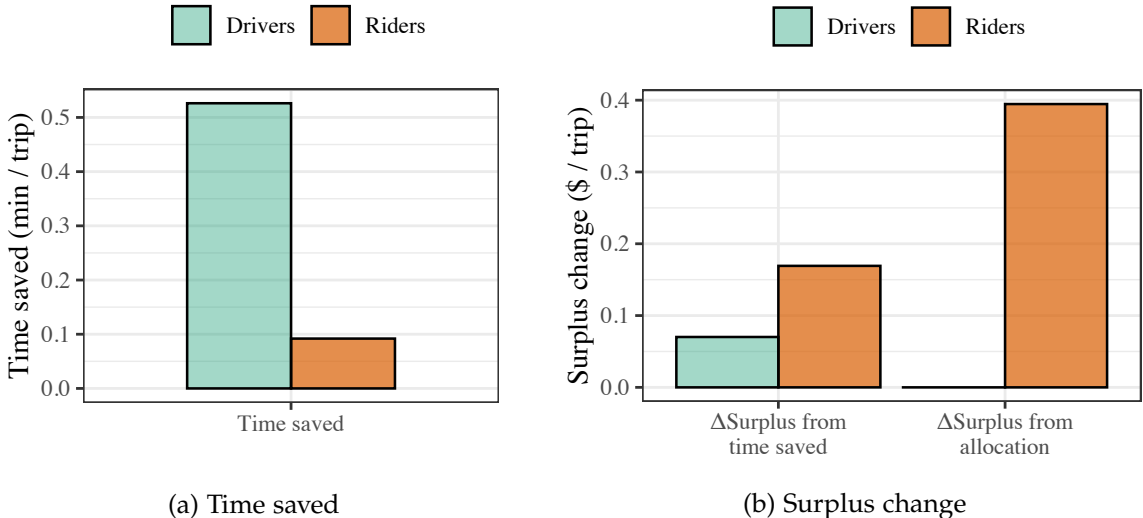 Drivers Riders
Time saved (min / trip)
0.5
0.4
0.3
0.2
0.1
0.0
Time saved
(a) Time saved
Drivers Riders
Surplus change ($ / trip)
0.4
0.3
0.2
0.1
0.0
ΔSurplus from
time saved
ΔSurplus from
allocation
(b) Surplus change